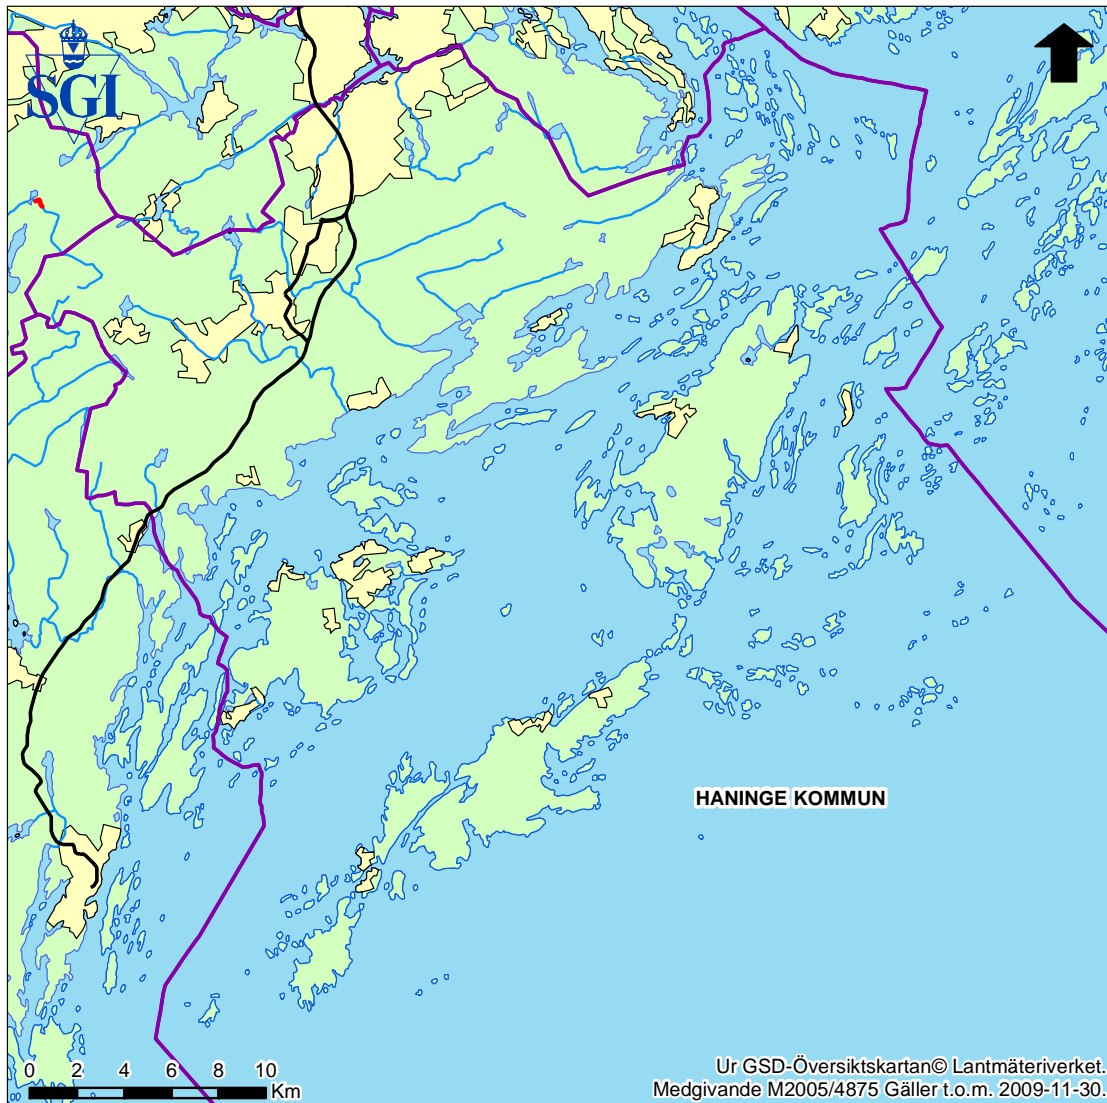 SGI
HANINGE KOMMUN
0 2 4 6 8 10
Km
Ur GSD-Översiktskartan© Lantmäteriverket.
Medgivande M2005/4875 Gäller t.o.m. 2009-11-30.